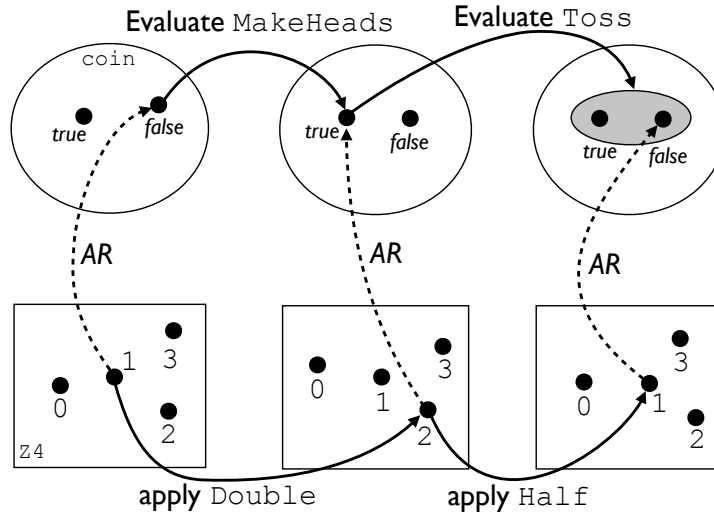 Evaluate MakeHeads
Evaluate Toss
coin
true
false
true
false
true
false
AR
AR
AR
0
1
3
2
Z4
0
1
3
2
0
1
3
2
apply Double
apply Half